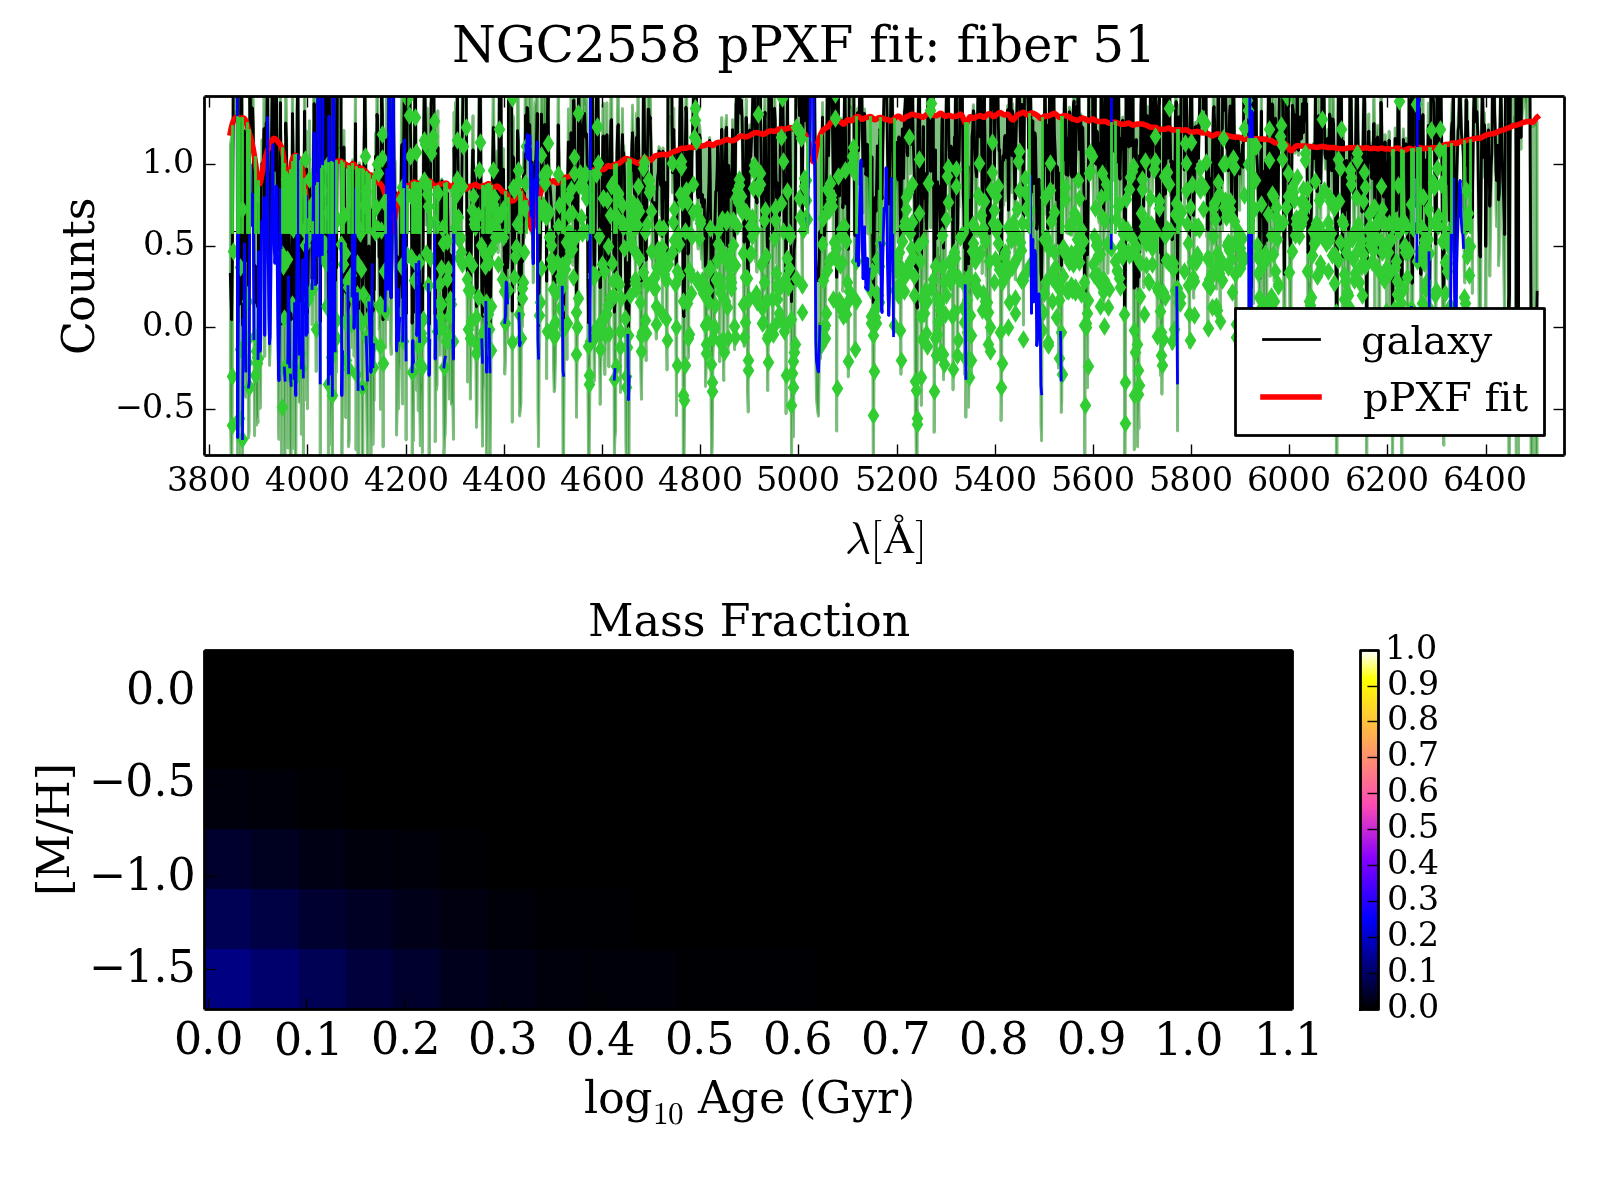 NGC2558 pPXF fit: fiber 51
Counts
1.0
0.5
0.0
−0.5
galaxy
pPXF fit
3800 4000 4200 4400 4600 4800 5000 5200 5400 5600 5800 6000 6200 6400
λ[Å]
Mass Fraction
[M/H]
0.0
−0.5
−1.0
−1.5
0.0 0.1 0.2 0.3 0.4 0.5 0.6 0.7 0.8 0.9 1.0 1.1
log₁₀ Age (Gyr)
1.0
0.9
0.8
0.7
0.6
0.5
0.4
0.3
0.2
0.1
0.0